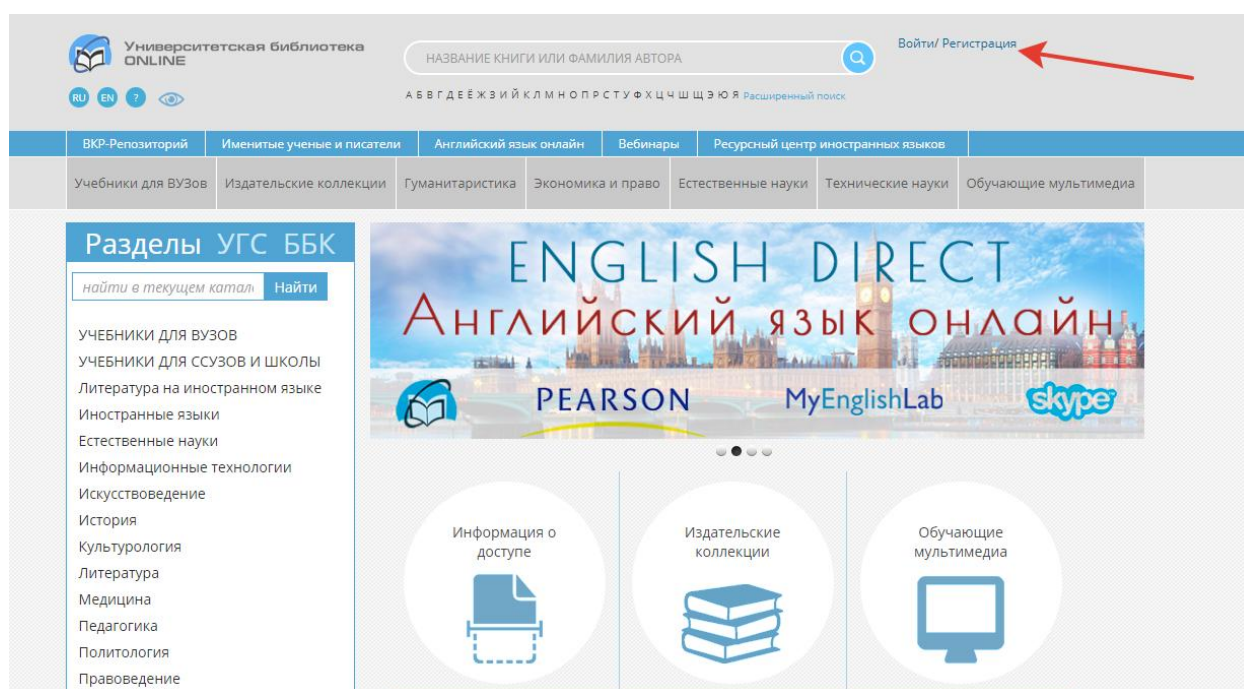 Университетская библиотека
ONLINE
НАЗВАНИЕ КНИГИ ИЛИ ФАМИЛИЯ АВТОРА
Войти/ Регистрация
RU EN ?
А Б В Г Д Е Ё Ж З И Й К Л М Н О П Р С Т У Ф Х Ц Ч Ш Щ Э Ю Я Расширенный поиск
ВКР-Репозиторий Именитые ученые и писатели Английский язык онлайн Вебинары Ресурсный центр иностранных языков
Учебники для ВУЗов Издательские коллекции Гуманитаристика Экономика и право Естественные науки Технические науки Обучающие мультимедиа
Разделы УГС ББК
найти в текущем катал Найти
УЧЕБНИКИ ДЛЯ ВУЗОВ
УЧЕБНИКИ ДЛЯ ССУЗОВ И ШКОЛЫ
Литература на иностранном языке
Иностранные языки
Естественные науки
Информационные технологии
Искусствоведение
История
Культурология
Литература
Медицина
Педагогика
Политология
Правоведение
ENGLISH DIRECT
Английский язык онлайн
PEARSON MyEnglishLab skype
Информация о
доступе
Издательские
коллекции
Обучающие
мультимедиа